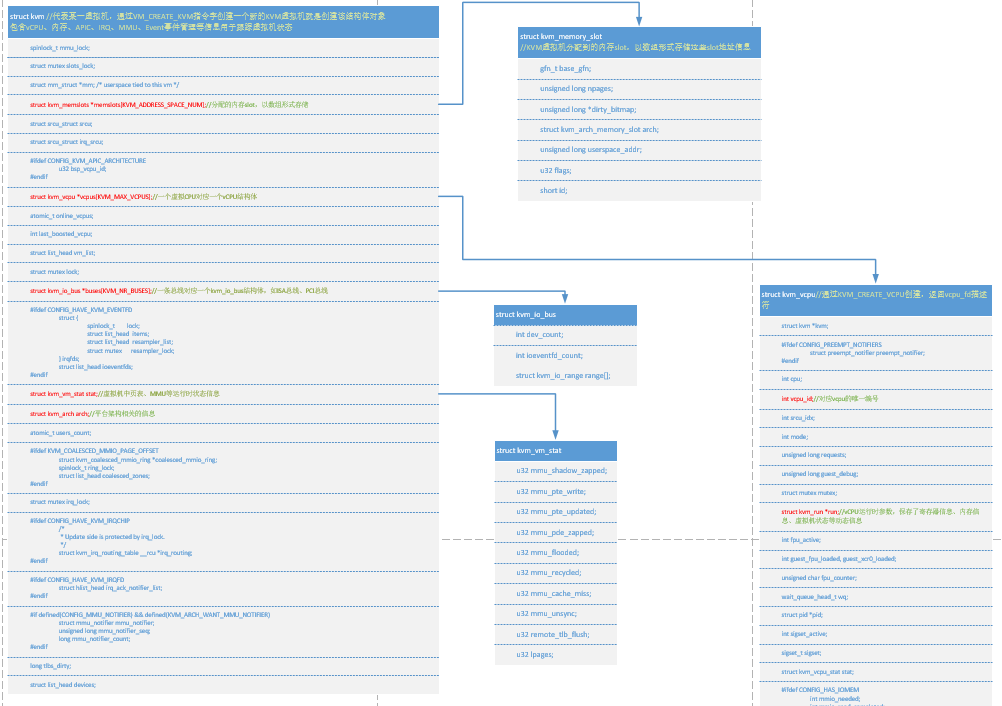 struct kvm //代表某一虚拟机，通过VM_CREATE_KVM指令字创建一个新的KVM虚拟机就是创建该结构体对象
包含vCPU、内存、APIC、IRQ、MMU、Event事件管理等信息用于跟踪虚拟机状态
spinlock_t mmu_lock;
struct mutex slots_lock;
struct mm_struct *mm; /* userspace tied to this vm */
struct kvm_memslots *memslots[KVM_ADDRESS_SPACE_NUM];//分配的内存slot，以数组形式存储
struct srcu_struct srcu;
struct srcu_struct irq_srcu;
#ifdef CONFIG_KVM_APIC_ARCHITECTURE
u32 bsp_vcpu_id;
#endif
struct kvm_vcpu *vcpus[KVM_MAX_VCPUS];//一个虚拟CPU对应一个vCPU结构体
atomic_t online_vcpus;
int last_boosted_vcpu;
struct list_head vm_list;
struct mutex lock;
struct kvm_io_bus *buses[KVM_NR_BUSES];//一条总线对应一个kvm_io_bus结构体，如ISA总线、PCI总线
#ifdef CONFIG_HAVE_KVM_EVENTFD
struct {
spinlock_t lock;
struct list_head items;
struct list_head resampler_list;
struct mutex resampler_lock;
} irqfds;
struct list_head ioeventfds;
#endif
struct kvm_vm_stat stat;//虚拟机中页表、MMU等运行时状态信息
struct kvm_arch arch;//平台架构相关的信息
atomic_t users_count;
#ifdef KVM_COALESCED_MMIO_PAGE_OFFSET
struct kvm_coalesced_mmio_ring *coalesced_mmio_ring;
spinlock_t ring_lock;
struct list_head coalesced_zones;
#endif
struct mutex irq_lock;
#ifdef CONFIG_HAVE_KVM_IRQCHIP
/*
* Update side is protected by irq_lock.
*/
struct kvm_irq_routing_table __rcu *irq_routing;
#endif
#ifdef CONFIG_HAVE_KVM_IRQFD
struct hlist_head irq_ack_notifier_list;
#endif
#if defined(CONFIG_MMU_NOTIFIER) && defined(KVM_ARCH_WANT_MMU_NOTIFIER)
struct mmu_notifier mmu_notifier;
unsigned long mmu_notifier_seq;
long mmu_notifier_count;
#endif
long tlbs_dirty;
struct list_head devices;
struct kvm_memory_slot
//KVM虚拟机分配到的内存slot，以数组形式存储这些slot地址信息
gfn_t base_gfn;
unsigned long npages;
unsigned long *dirty_bitmap;
struct kvm_arch_memory_slot arch;
unsigned long userspace_addr;
u32 flags;
short id;
struct kvm_io_bus
int dev_count;
int ioeventfd_count;
struct kvm_io_range range[];
struct kvm_vm_stat
u32 mmu_shadow_zapped;
u32 mmu_pte_write;
u32 mmu_pte_updated;
u32 mmu_pde_zapped;
u32 mmu_flooded;
u32 mmu_recycled;
u32 mmu_cache_miss;
u32 mmu_unsync;
u32 remote_tlb_flush;
u32 lpages;
struct kvm_vcpu//通过KVM_CREATE_VCPU创建，返回vcpu_fd描述
符
struct kvm *kvm;
#ifdef CONFIG_PREEMPT_NOTIFIERS
struct preempt_notifier preempt_notifier;
#endif
int cpu;
int vcpu_id;//对应vcpu的唯一编号
int srcu_idx;
int mode;
unsigned long requests;
unsigned long guest_debug;
struct mutex mutex;
struct kvm_run *run;//vCPU运行时参数，保存了寄存器信息、内存信
息、虚拟机状态等动态信息
int fpu_active;
int guest_fpu_loaded, guest_xcr0_loaded;
unsigned char fpu_counter;
wait_queue_head_t wq;
struct pid *pid;
int sigset_active;
sigset_t sigset;
struct kvm_vcpu_stat stat;
#ifdef CONFIG_HAS_IOMEM
int mmio_needed;